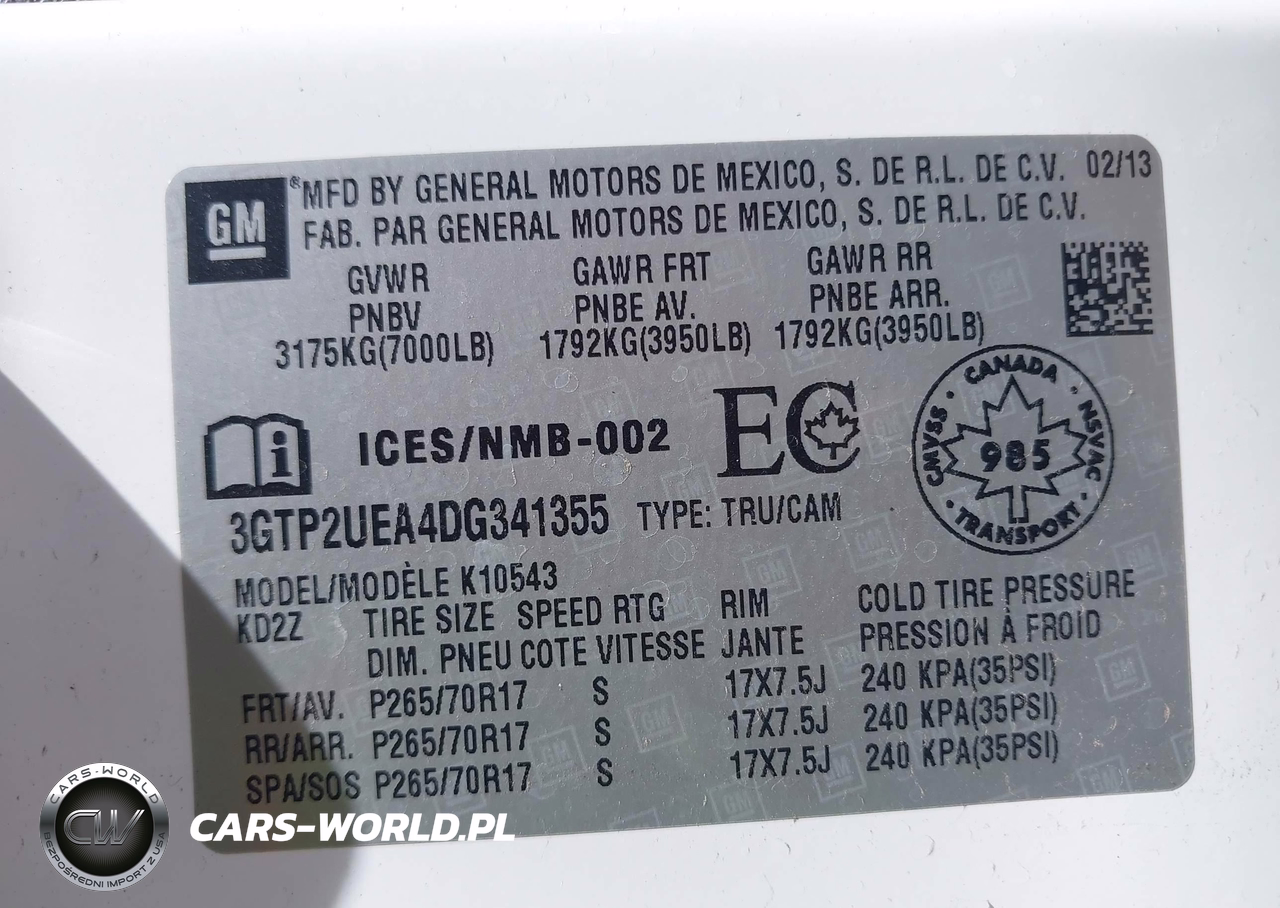 GM
®MFD BY GENERAL MOTORS DE MEXICO, S. DE R.L. DE C.V. 02/13
FAB. PAR GENERAL MOTORS DE MEXICO, S. DE R.L. DE C.V.
GVWR GAWR FRT GAWR RR
PNBV PNBE AV. PNBE ARR.
3175KG(7000LB) 1792KG(3950LB) 1792KG(3950LB)
i ICES/NMB-002 EC
CANADA
CMVSS 985 NSVAC
TRANSPORT
3GTP2UEA4DG341355 TYPE: TRU/CAM
MODEL/MODÈLE K10543
KD2Z TIRE SIZE SPEED RTG RIM COLD TIRE PRESSURE
DIM. PNEU COTE VITESSE JANTE PRESSION À FROID
FRT/AV. P265/70R17 S 17X7.5J 240 KPA(35PSI)
RR/ARR. P265/70R17 S 17X7.5J 240 KPA(35PSI)
SPA/SOS P265/70R17 S 17X7.5J 240 KPA(35PSI)
CARS-WORLD
CW
BEZPOŚREDNI IMPORT Z USA
CARS-WORLD.PL